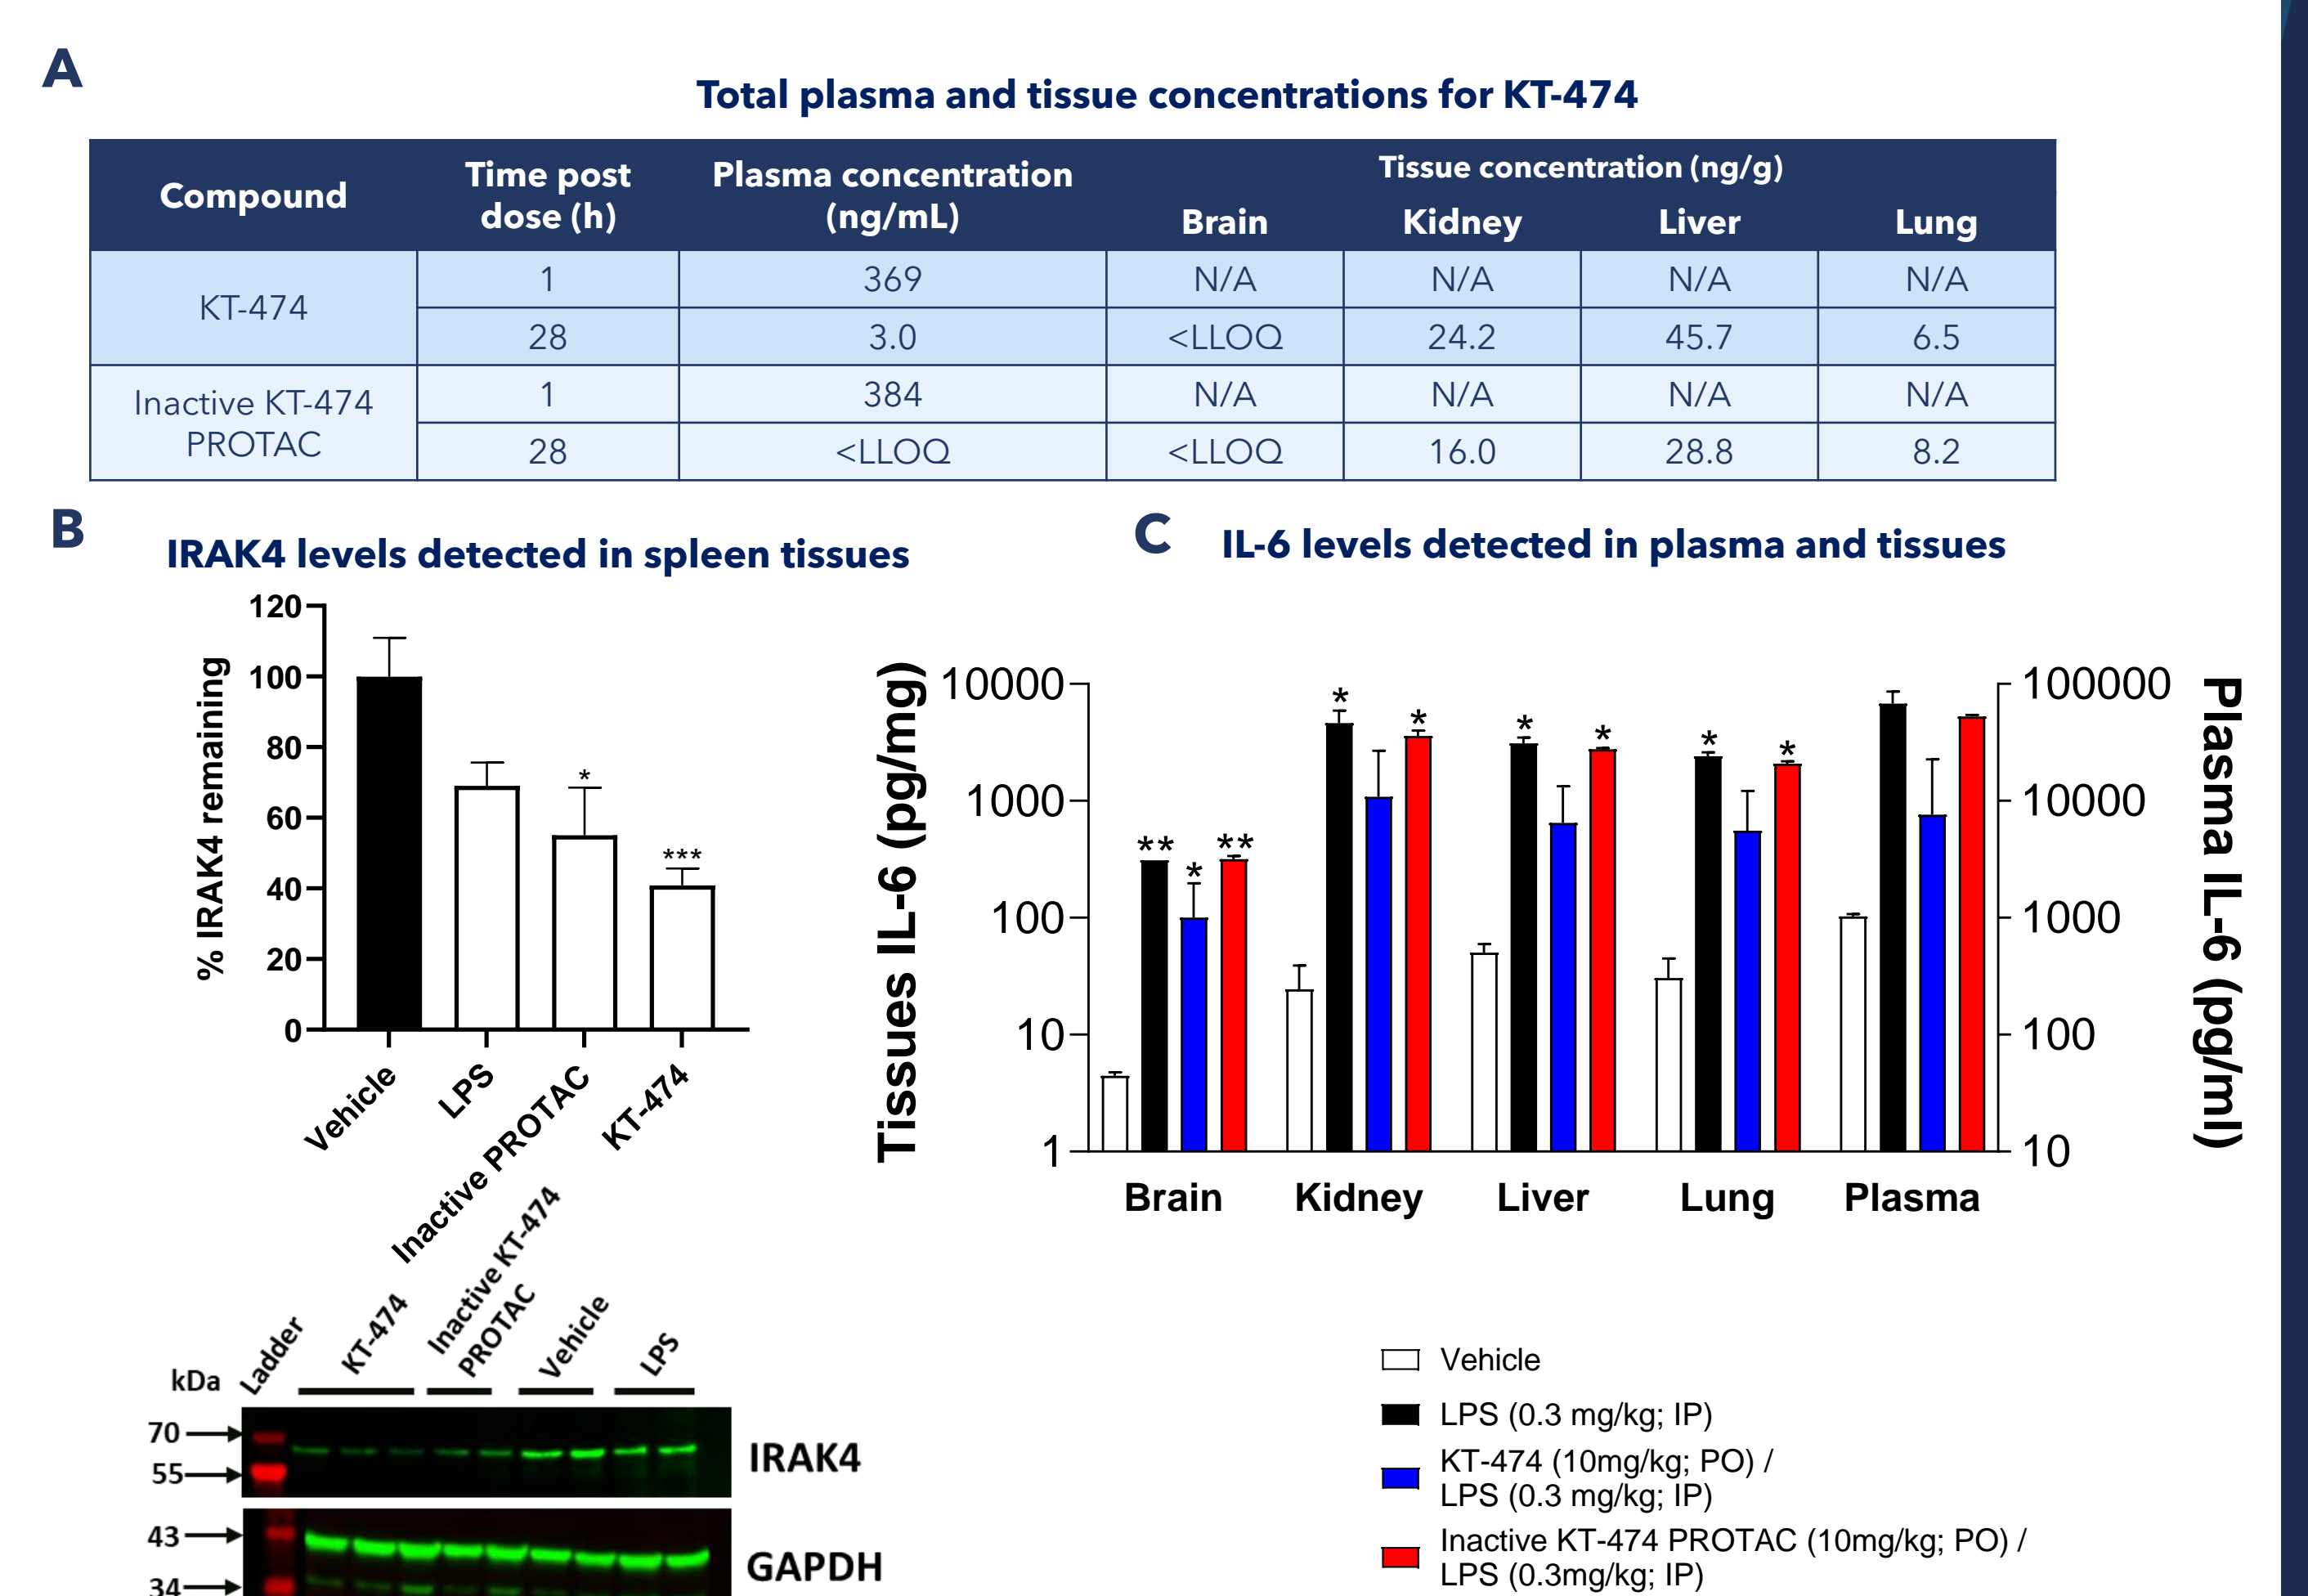 A
Total plasma and tissue concentrations for KT-474
Compound
Time post
dose (h)
Plasma concentration
(ng/mL)
Tissue concentration (ng/g)
Brain Kidney Liver Lung
KT-474
1 369 N/A N/A N/A N/A
28 3.0 <LLOQ 24.2 45.7 6.5
Inactive KT-474
PROTAC
1 384 N/A N/A N/A N/A
28 <LLOQ <LLOQ 16.0 28.8 8.2
B
IRAK4 levels detected in spleen tissues
% IRAK4 remaining
120
100
80
60
40
20
0
*
***
Vehicle
LPS
Inactive PROTAC
KT-474
kDa
Ladder
KT-474
Inactive KT-474
PROTAC
Vehicle
LPS
70
55
IRAK4
43
34
GAPDH
C
IL-6 levels detected in plasma and tissues
Tissues IL-6 (pg/mg)
10000
1000
100
10
1
** * **
* *
* *
* *
Brain Kidney Liver Lung Plasma
100000
10000
1000
100
10
Plasma IL-6 (pg/ml)
Vehicle
LPS (0.3 mg/kg; IP)
KT-474 (10mg/kg; PO) /
LPS (0.3 mg/kg; IP)
Inactive KT-474 PROTAC (10mg/kg; PO) /
LPS (0.3mg/kg; IP)